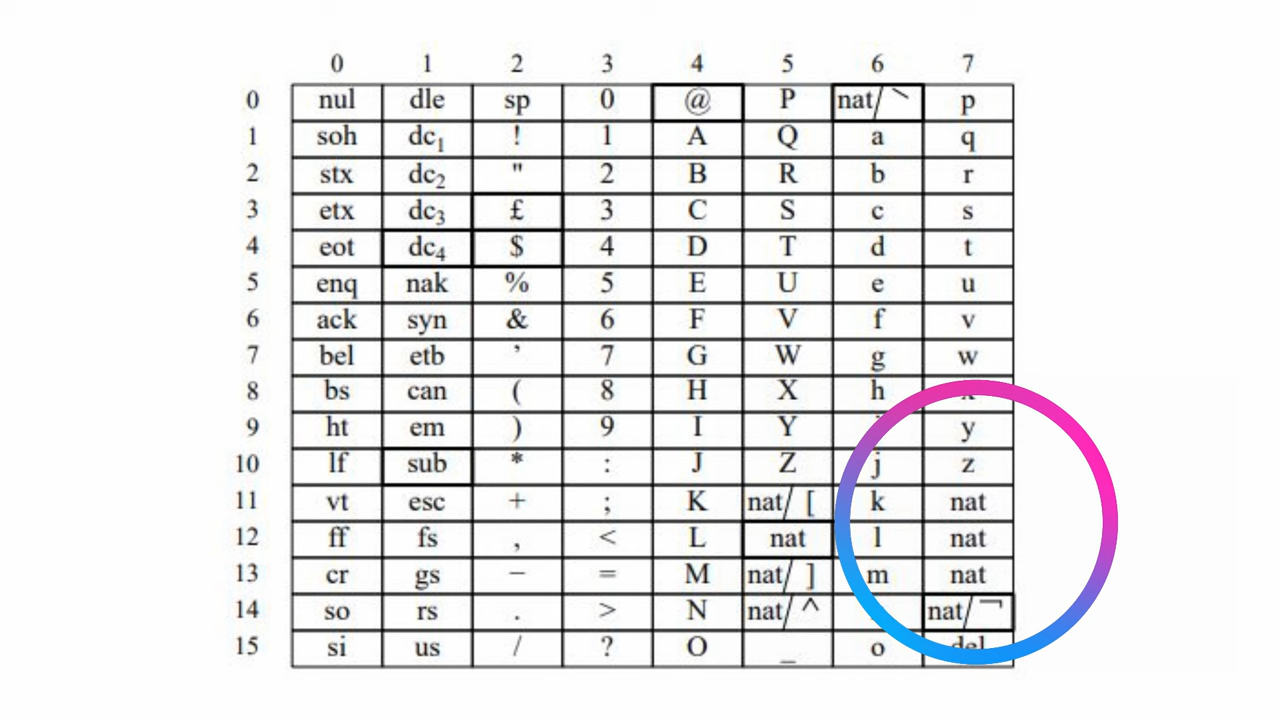 0 1 2 3 4 5 6 7
0 nul dle sp 0 @ P nat/ ` p
1 soh dc₁ ! 1 A Q a q
2 stx dc₂ " 2 B R b r
3 etx dc₃ £ 3 C S c s
4 eot dc₄ $ 4 D T d t
5 enq nak % 5 E U e u
6 ack syn & 6 F V f v
7 bel etb ’ 7 G W g w
8 bs can ( 8 H X h x
9 ht em ) 9 I Y y
10 lf sub * : J Z j z
11 vt esc + ; K nat/ [ k nat
12 ff fs , < L nat l nat
13 cr gs – = M nat/ ] m nat
14 so rs . > N nat/ ^ nat/ ¬
15 si us / ? O _ o del